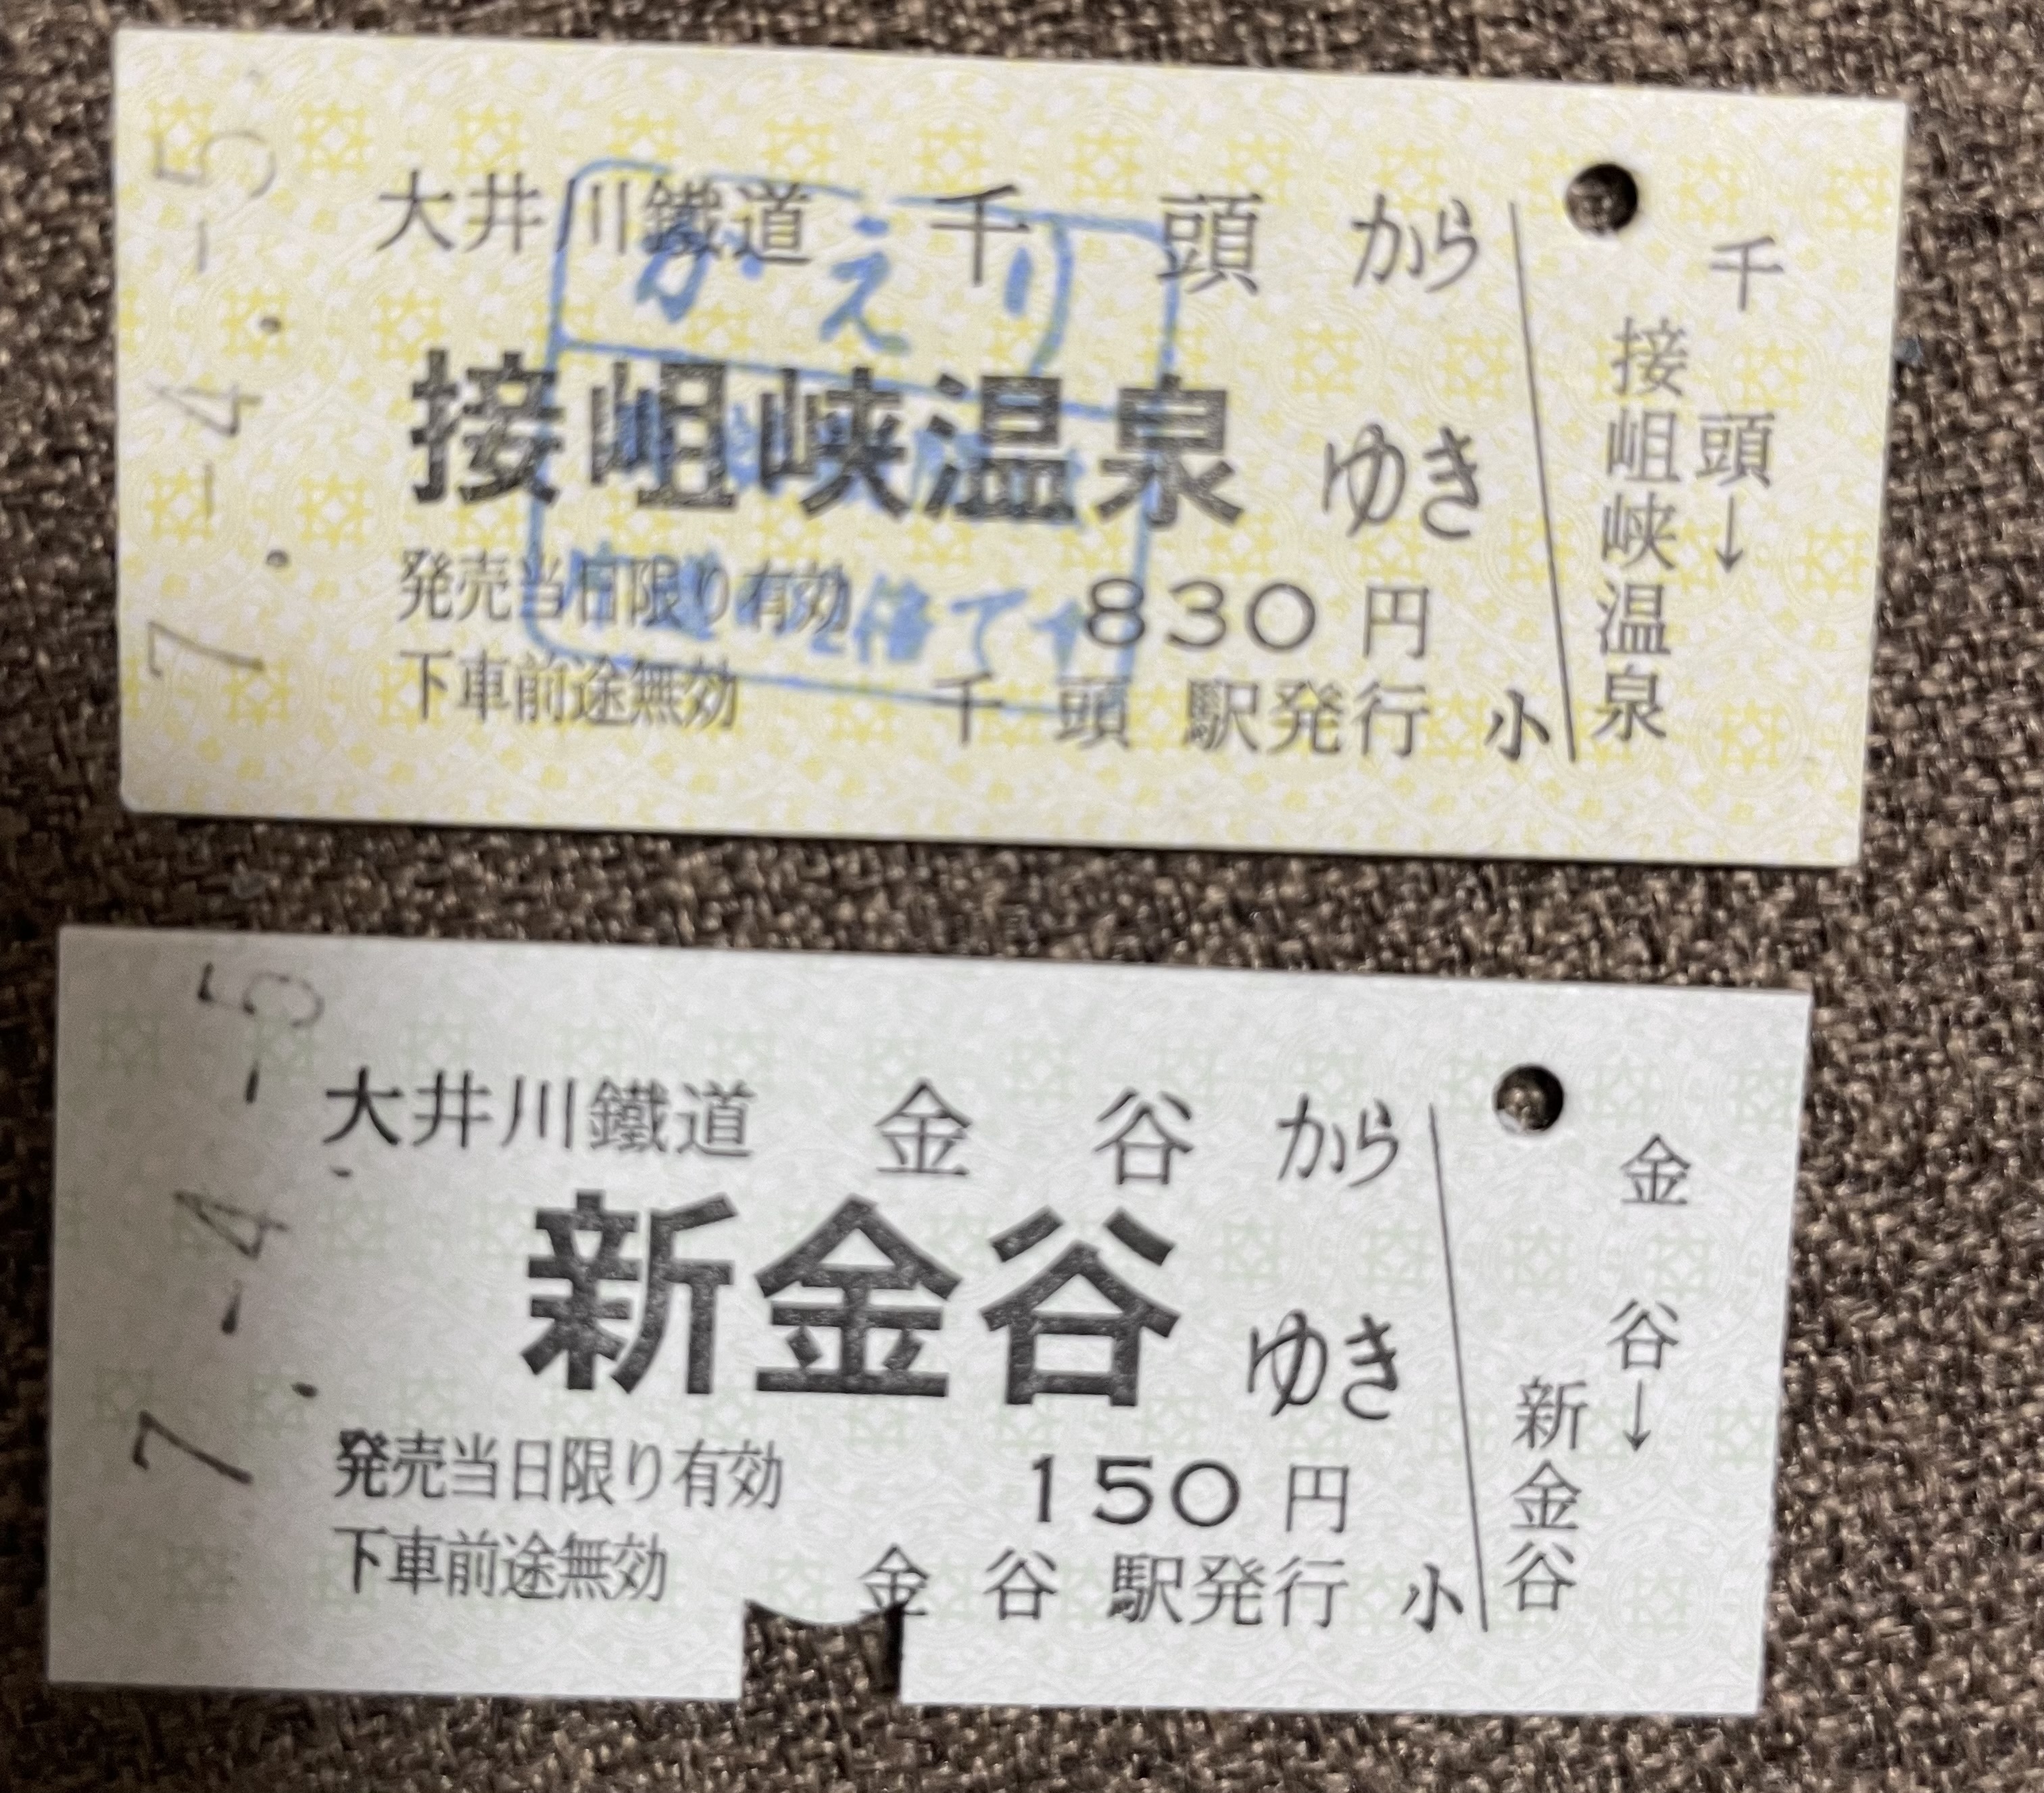 7.-4.-5.
大井川鐵道 千頭から
かえり
接岨峡温泉 ゆき
発売当日限り有効 830円
下車前途無効 千頭駅発行 小
千頭→
接岨峡温泉
7.-4.-5
大井川鐵道 金谷から
新金谷 ゆき
発売当日限り有効 150円
下車前途無効 金谷駅発行 小
金谷→
新金谷